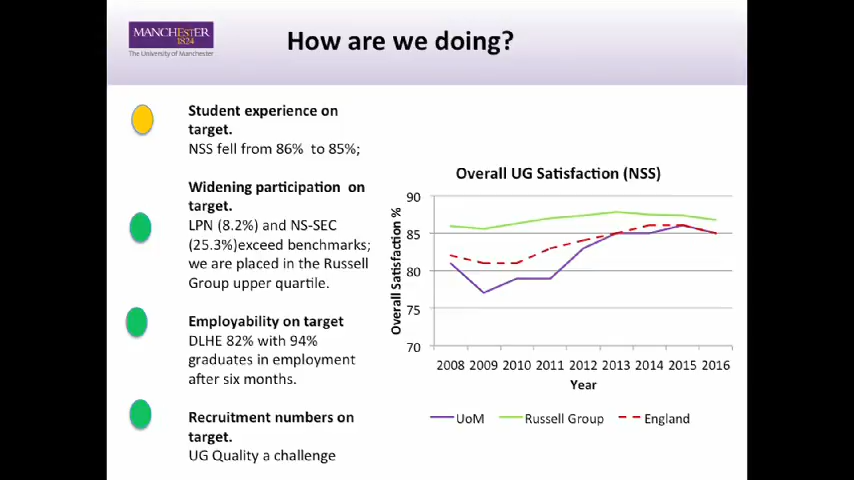 MANCHESTER
1824
The University of Manchester
How are we doing?
Student experience on
target.
NSS fell from 86% to 85%;
Widening participation on
target.
LPN (8.2%) and NS-SEC
(25.3%)exceed benchmarks;
we are placed in the Russell
Group upper quartile.
Employability on target
DLHE 82% with 94%
graduates in employment
after six months.
Recruitment numbers on
target.
UG Quality a challenge
Overall UG Satisfaction (NSS)
Overall Satisfaction %
90
85
80
75
70
2008 2009 2010 2011 2012 2013 2014 2015 2016
Year
UoM Russell Group England